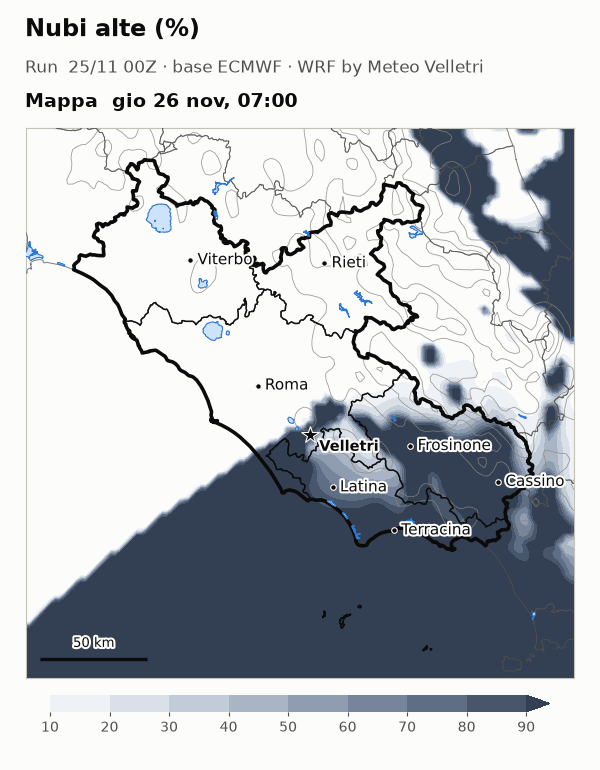 Nubi alte (%)
Run  25/11 00Z · base ECMWF · WRF by Meteo Velletri
Mappa  gio 26 nov, 07:00
Viterbo
Rieti
Roma
Velletri
Frosinone
Latina
Cassino
Terracina
50 km
10 20 30 40 50 60 70 80 90